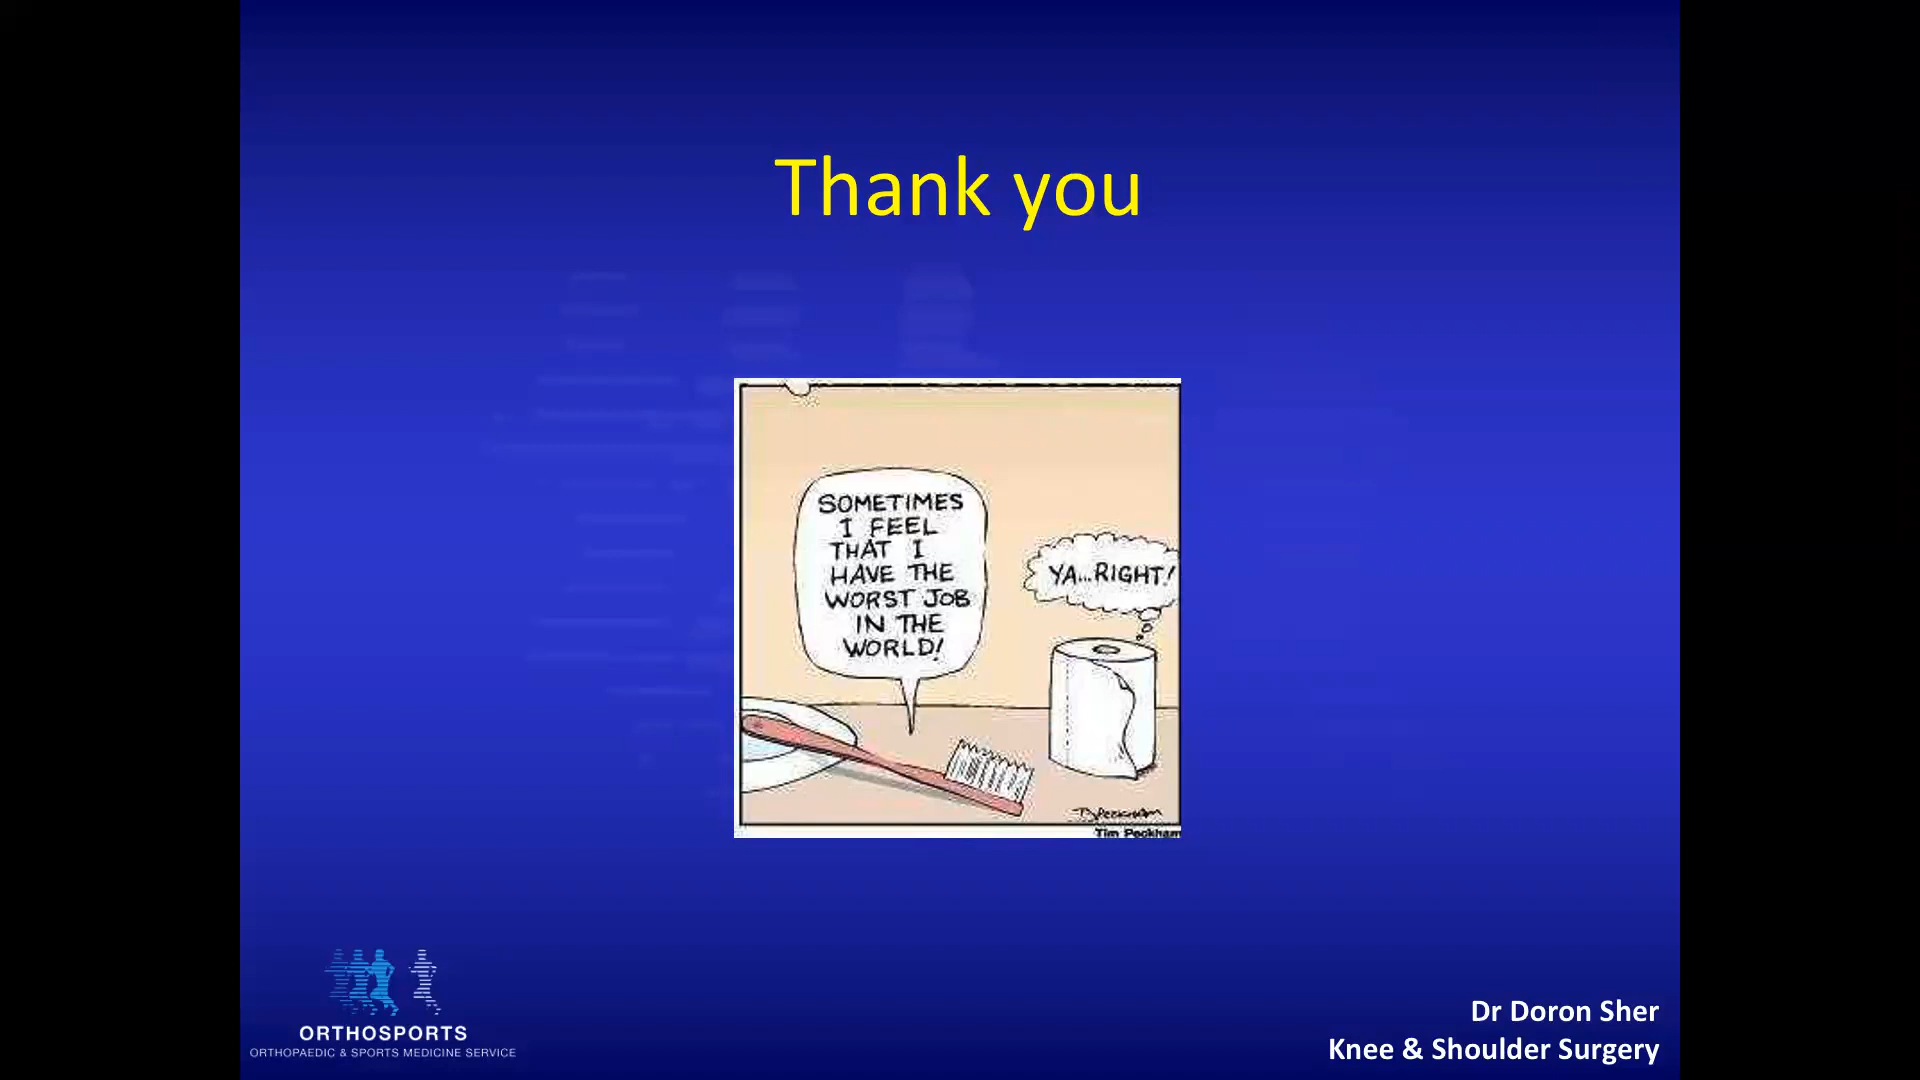 Thank you
SOMETIMES
I FEEL
THAT I
HAVE THE
WORST JOB
IN THE
WORLD!
YA...RIGHT!
Tim Peckham
ORTHOSPORTS
ORTHOPAEDIC & SPORTS MEDICINE SERVICE
Dr Doron Sher
Knee & Shoulder Surgery